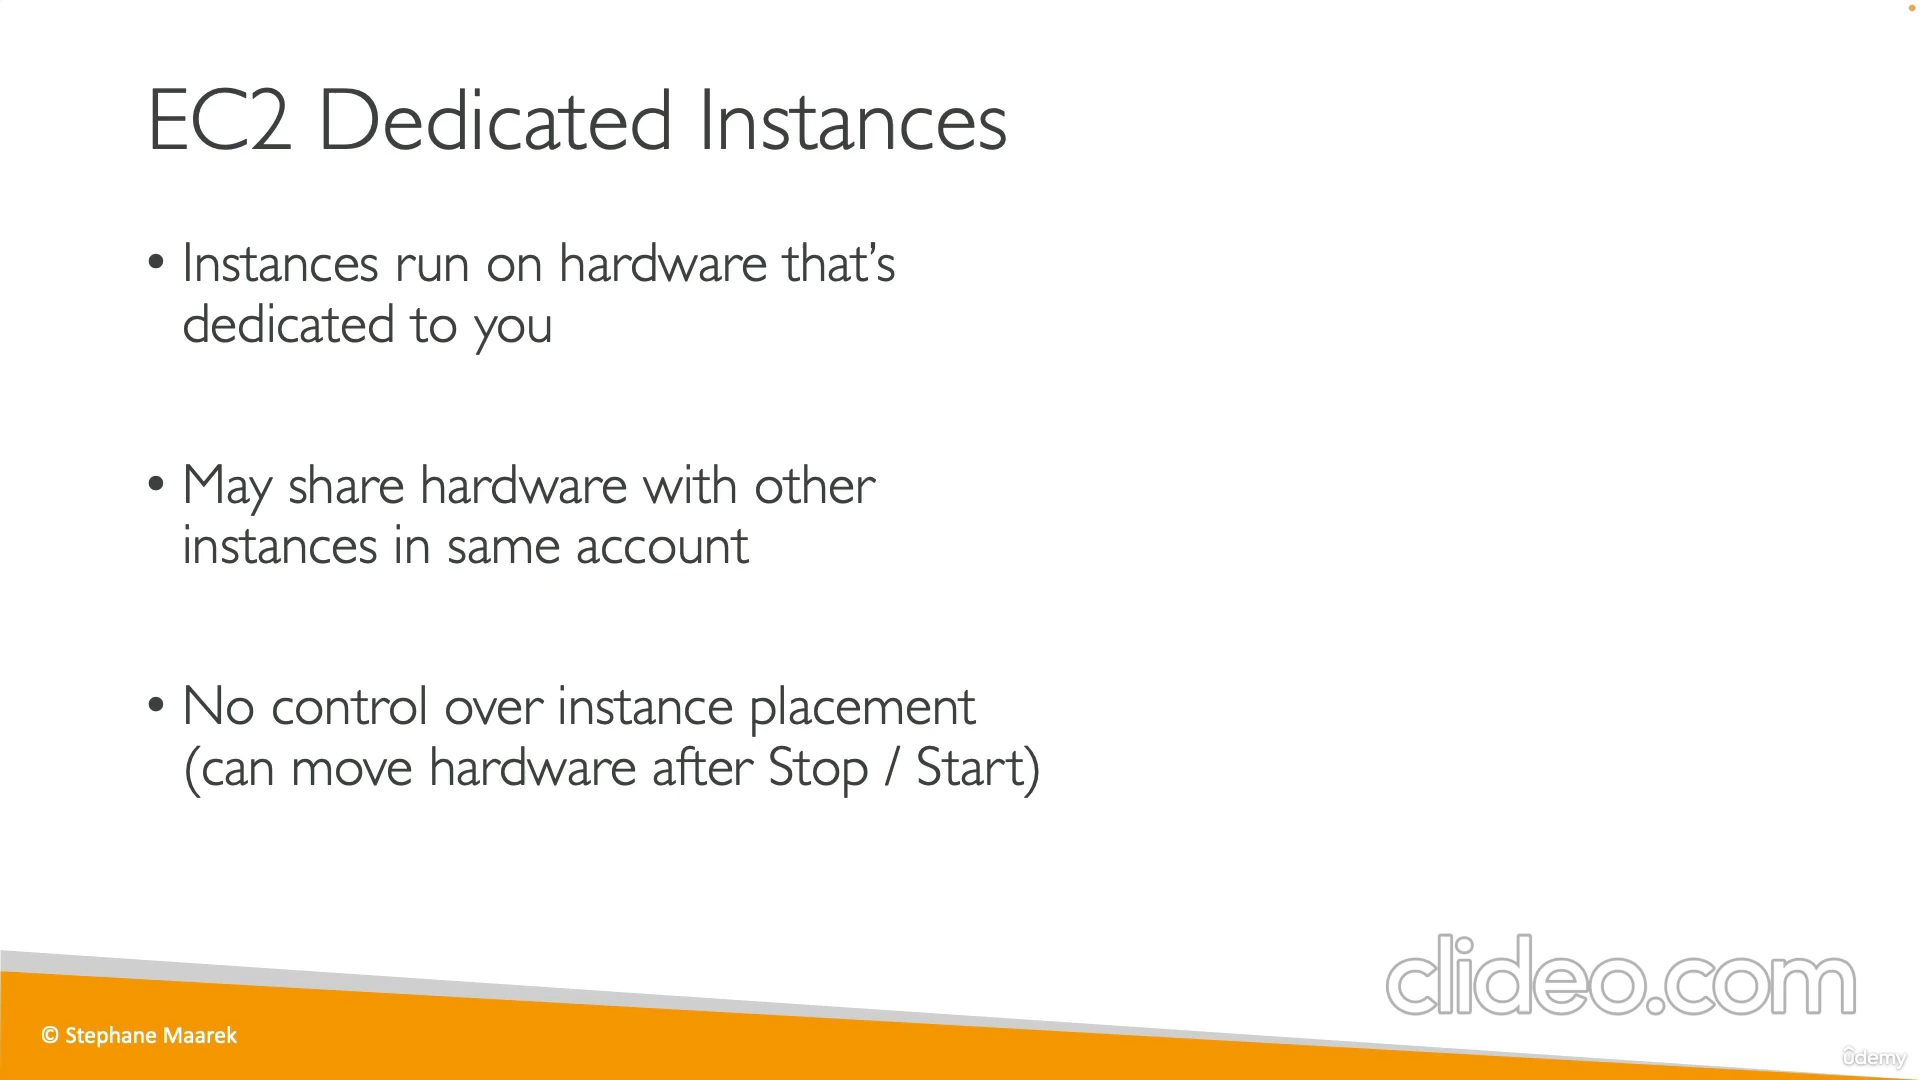 EC2 Dedicated Instances
• Instances run on hardware that’s
dedicated to you
• May share hardware with other
instances in same account
• No control over instance placement
(can move hardware after Stop / Start)
clideo.com
© Stephane Maarek
ûdemy